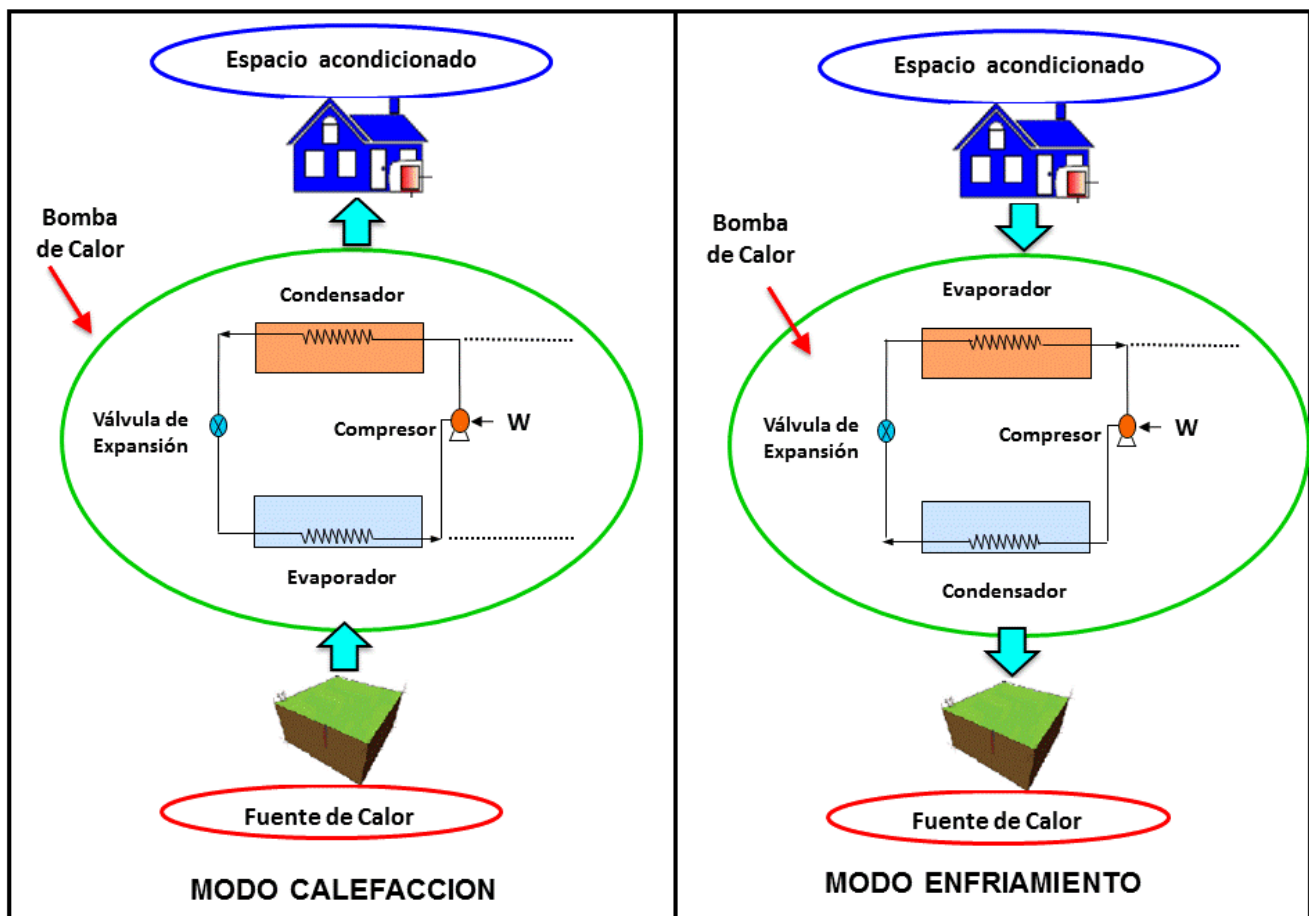 Espacio acondicionado
Bomba
de Calor
Condensador
Válvula de
Expansión
Compresor
W
Evaporador
Fuente de Calor
MODO CALEFACCION
Espacio acondicionado
Bomba
de Calor
Evaporador
Válvula de
Expansión
Compresor
W
Condensador
Fuente de Calor
MODO ENFRIAMIENTO